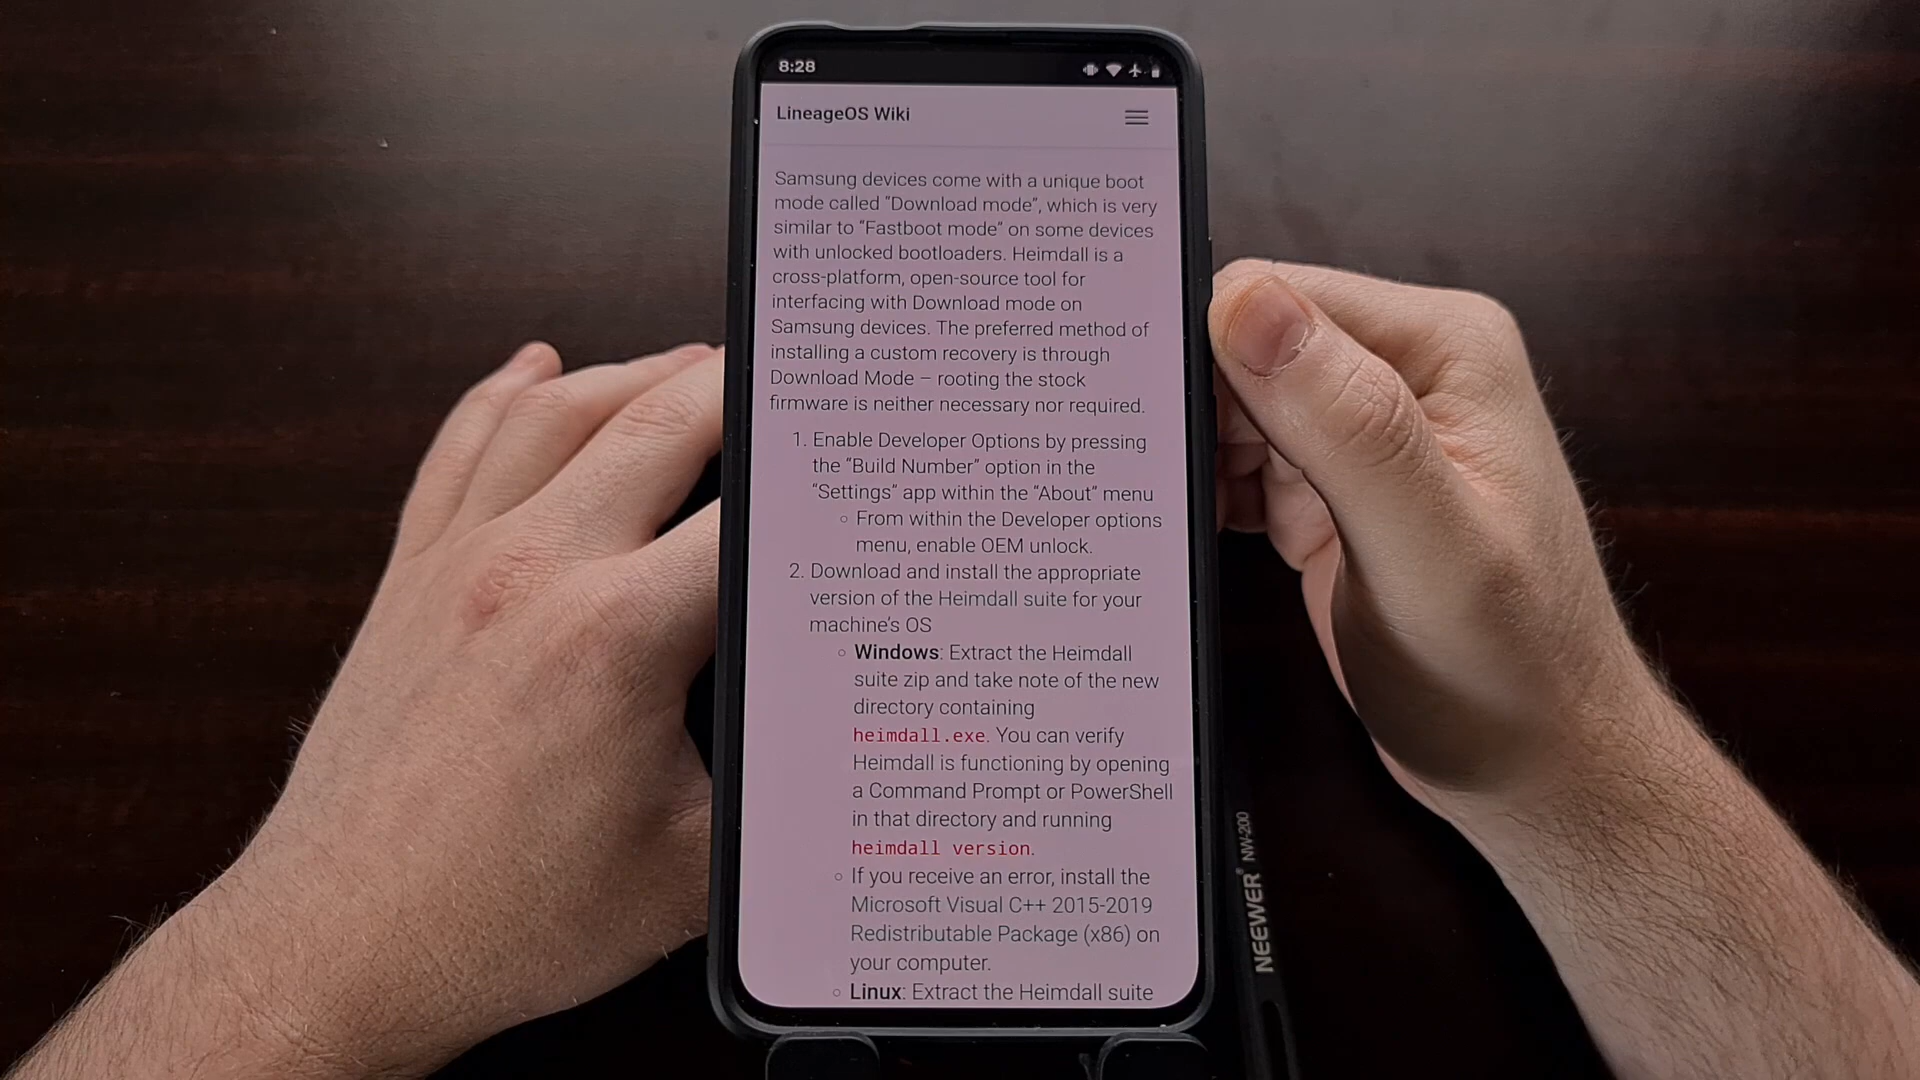 8:28
LineageOS Wiki
Samsung devices come with a unique boot
mode called “Download mode”, which is very
similar to “Fastboot mode” on some devices
with unlocked bootloaders. Heimdall is a
cross-platform, open-source tool for
interfacing with Download mode on
Samsung devices. The preferred method of
installing a custom recovery is through
Download Mode – rooting the stock
firmware is neither necessary nor required.
1. Enable Developer Options by pressing
the “Build Number” option in the
“Settings” app within the “About” menu
○ From within the Developer options
menu, enable OEM unlock.
2. Download and install the appropriate
version of the Heimdall suite for your
machine’s OS
○ Windows: Extract the Heimdall
suite zip and take note of the new
directory containing
heimdall.exe. You can verify
Heimdall is functioning by opening
a Command Prompt or PowerShell
in that directory and running
heimdall version.
○ If you receive an error, install the
Microsoft Visual C++ 2015-2019
Redistributable Package (x86) on
your computer.
○ Linux: Extract the Heimdall suite
NEEWER® NW-200